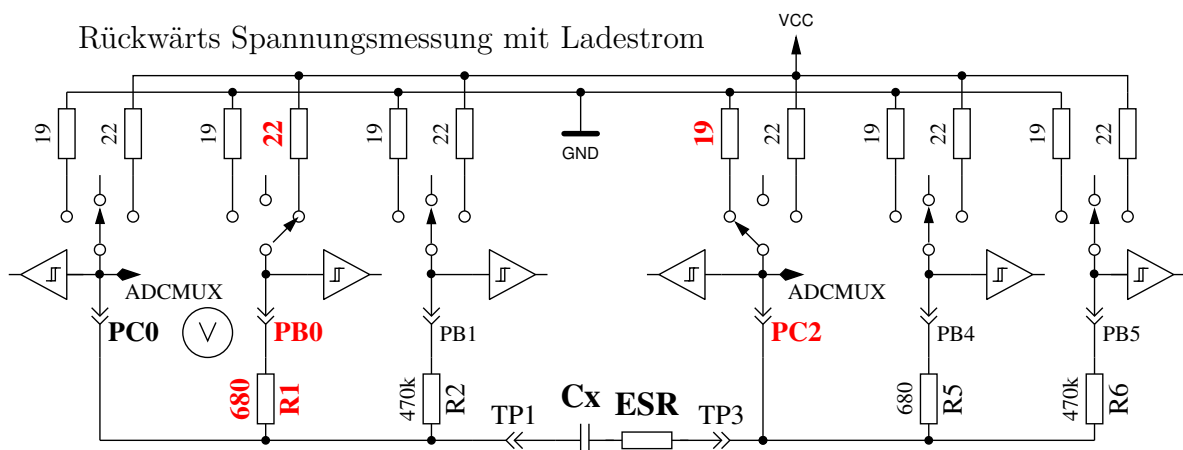 VCC
Rückwärts Spannungsmessung mit Ladestrom
19 22 19 22 19 22 GND 19 22 19 22 19 22
ADCMUX ADCMUX
PC0 V PB0 PB1 PC2 PB4 PB5
680 R1 470k R2 680 R5 470k R6
TP1 Cx ESR TP3